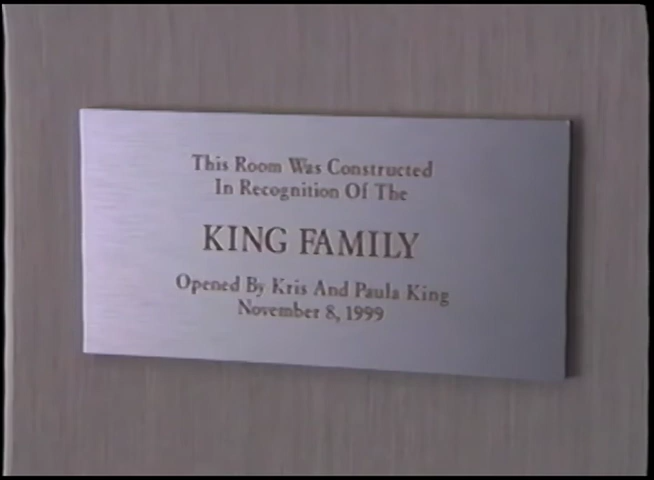 This Room Was Constructed
In Recognition Of The
KING FAMILY
Opened By Kris And Paula King
November 8, 1999